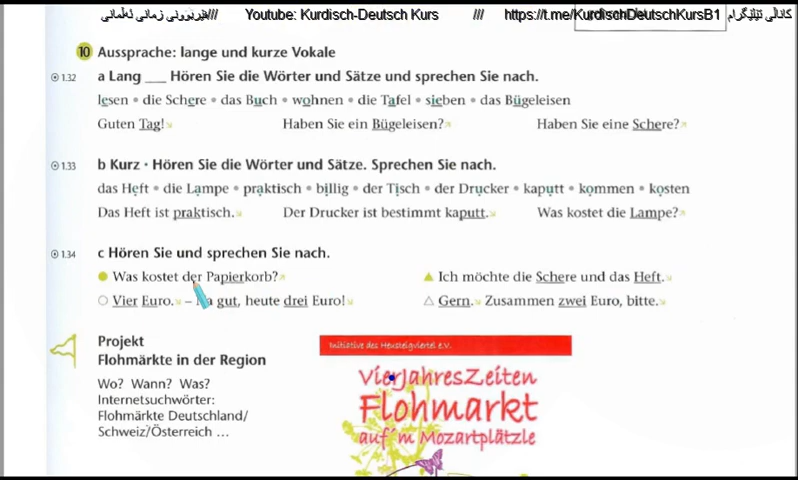 فێربوونی زمانی ئەڵمانی /// Youtube: Kurdisch-Deutsch Kurs /// https://t.me/KurdischDeutschKursB1 کاناڵی تێلێگرام
10 Aussprache: lange und kurze Vokale
1.32 a Lang ___ Hören Sie die Wörter und Sätze und sprechen Sie nach.
lesen • die Schere • das Buch • wohnen • die Tafel • sieben • das Bügeleisen
Guten Tag!↘ Haben Sie ein Bügeleisen?↗ Haben Sie eine Schere?↗
1.33 b Kurz • Hören Sie die Wörter und Sätze. Sprechen Sie nach.
das Heft • die Lampe • praktisch • billig • der Tisch • der Drucker • kaputt • kommen • kosten
Das Heft ist praktisch.↘ Der Drucker ist bestimmt kaputt.↘ Was kostet die Lampe?↗
1.34 c Hören Sie und sprechen Sie nach.
Was kostet der Papierkorb?↗ Ich möchte die Schere und das Heft.↘
Vier Euro.↘ – gut, heute drei Euro!↘ Gern.↘ Zusammen zwei Euro, bitte.↘
Projekt
Flohmärkte in der Region
Wo? Wann? Was?
Internetsuchwörter:
Flohmärkte Deutschland/
Schweiz/Österreich ...
Initiative des Heusteigviertel e.V.
VierJahresZeiten
Flohmarkt
auf'm Mozartplätzle